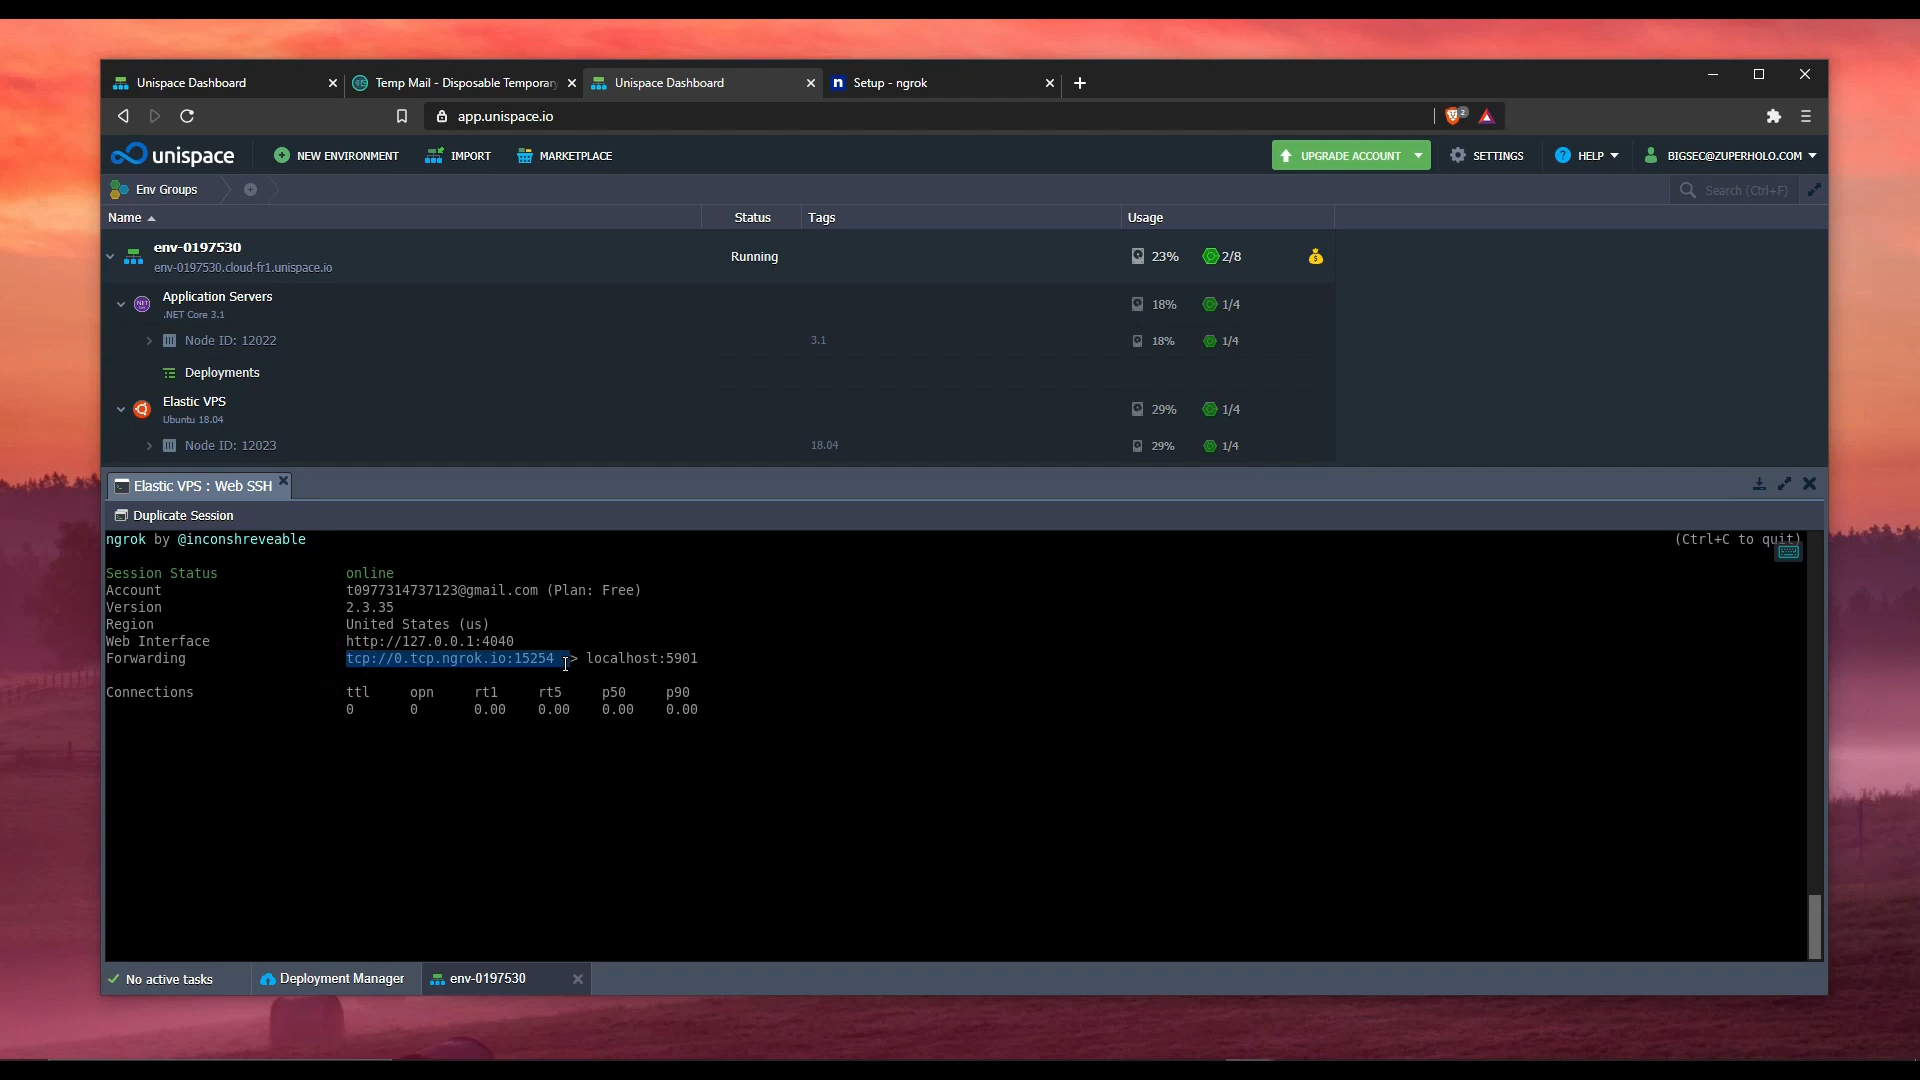 Unispace Dashboard
Temp Mail - Disposable Temporary
Unispace Dashboard
n Setup - ngrok
app.unispace.io
2
unispace
NEW ENVIRONMENT
IMPORT
MARKETPLACE
UPGRADE ACCOUNT
SETTINGS
HELP
BIGSEC@ZUPERHOLO.COM
Env Groups
Search (Ctrl+F)
Name Status Tags Usage
env-0197530
env-0197530.cloud-fr1.unispace.io
Running
23% 2/8
Application Servers
.NET Core 3.1
18% 1/4
Node ID: 12022 3.1 18% 1/4
Deployments
Elastic VPS
Ubuntu 18.04
29% 1/4
Node ID: 12023 18.04 29% 1/4
Elastic VPS : Web SSH
Duplicate Session
ngrok by @inconshreveable (Ctrl+C to quit)
Session Status online
Account t0977314737123@gmail.com (Plan: Free)
Version 2.3.35
Region United States (us)
Web Interface http://127.0.0.1:4040
Forwarding tcp://0.tcp.ngrok.io:15254 -> localhost:5901
Connections ttl opn rt1 rt5 p50 p90
0 0 0.00 0.00 0.00 0.00
No active tasks
Deployment Manager
env-0197530